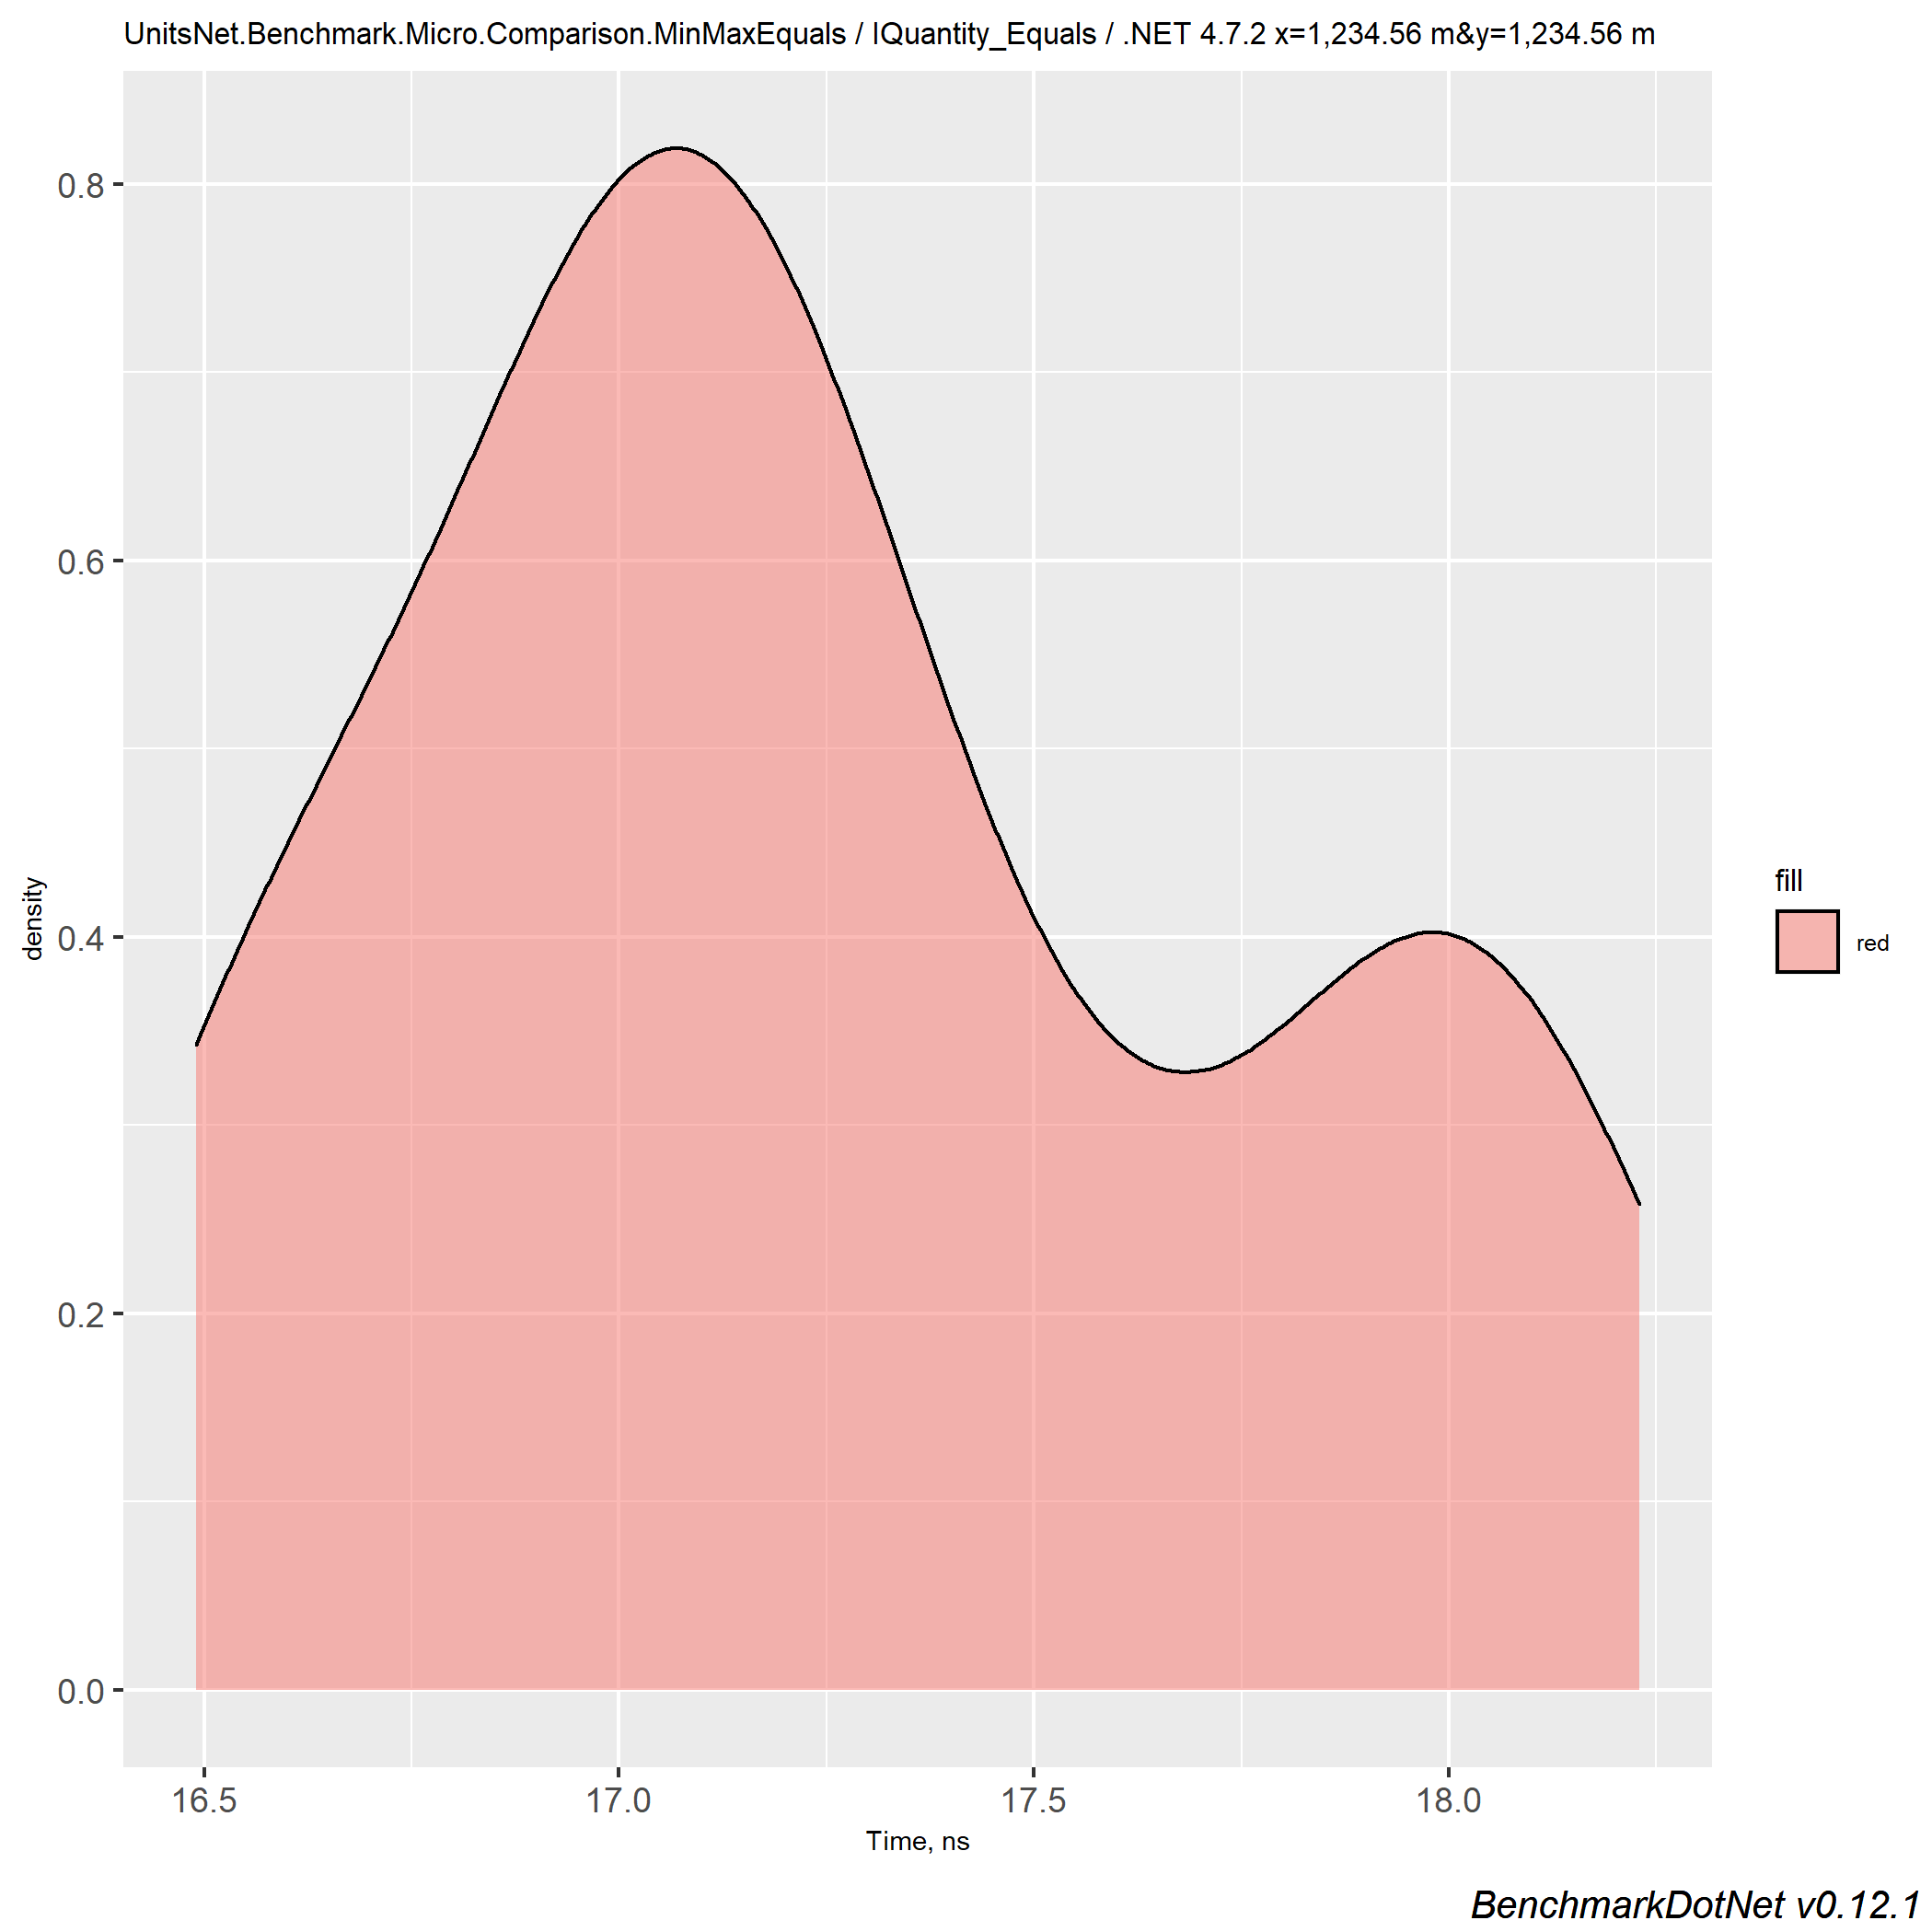 UnitsNet.Benchmark.Micro.Comparison.MinMaxEquals / IQuantity_Equals / .NET 4.7.2 x=1,234.56 m&y=1,234.56 m
0.8
0.6
0.4
0.2
0.0
density
16.5 17.0 17.5 18.0
Time, ns
fill
red
BenchmarkDotNet v0.12.1